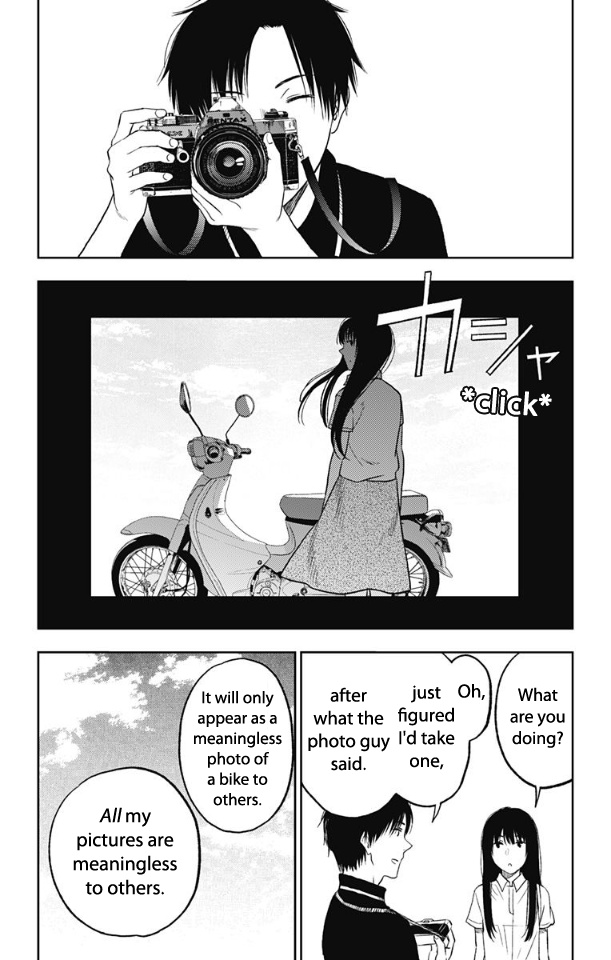 PENTAX
カシャ
*click*
What
are you
doing?
Oh,
just
figured
I'd take
one,
after
what the
photo guy
said.
It will only
appear as a
meaningless
photo of
a bike to
others.
All my
pictures are
meaningless
to others.